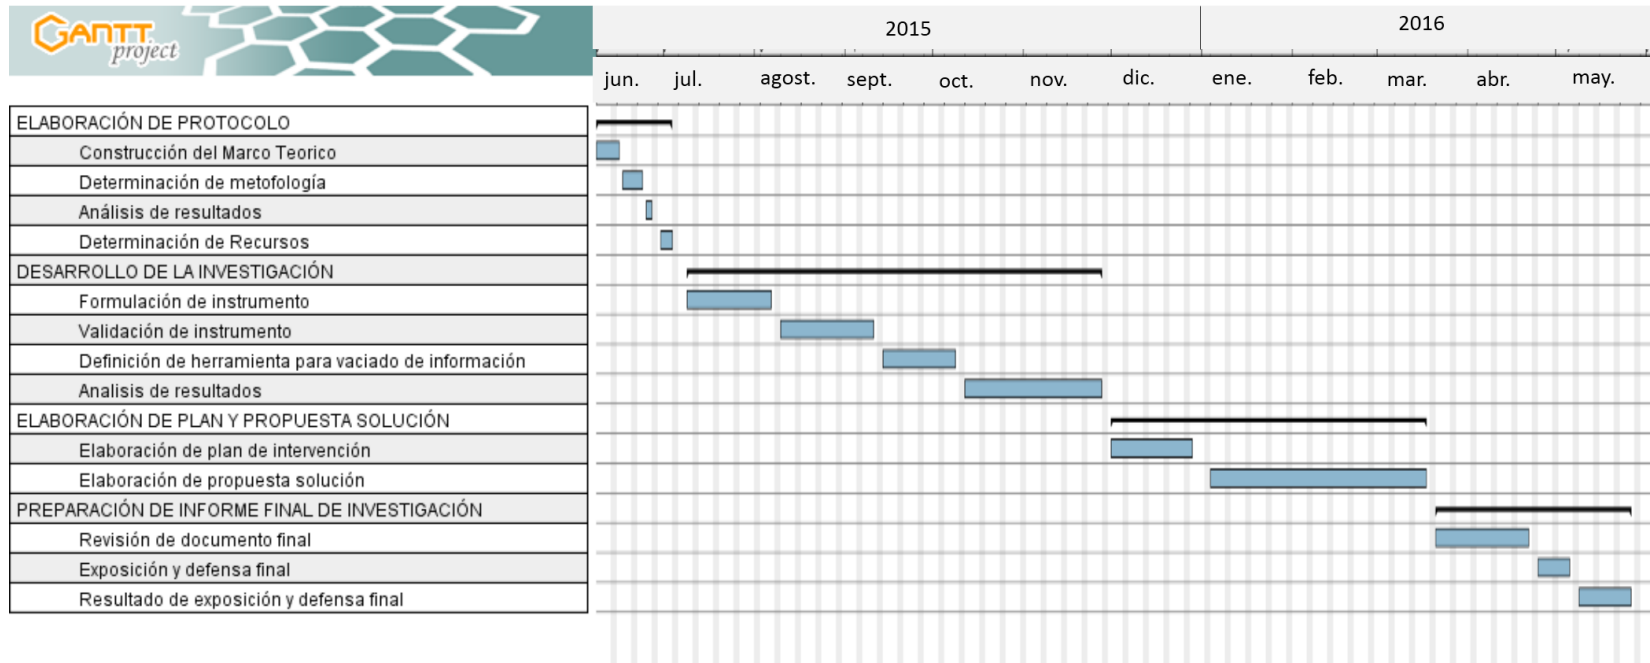 GANTT
project
2015
2016
jun.
jul.
agost.
sept.
oct.
nov.
dic.
ene.
feb.
mar.
abr.
may.
ELABORACIÓN DE PROTOCOLO
Construcción del Marco Teorico
Determinación de metofología
Análisis de resultados
Determinación de Recursos
DESARROLLO DE LA INVESTIGACIÓN
Formulación de instrumento
Validación de instrumento
Definición de herramienta para vaciado de información
Analisis de resultados
ELABORACIÓN DE PLAN Y PROPUESTA SOLUCIÓN
Elaboración de plan de intervención
Elaboración de propuesta solución
PREPARACIÓN DE INFORME FINAL DE INVESTIGACIÓN
Revisión de documento final
Exposición y defensa final
Resultado de exposición y defensa final